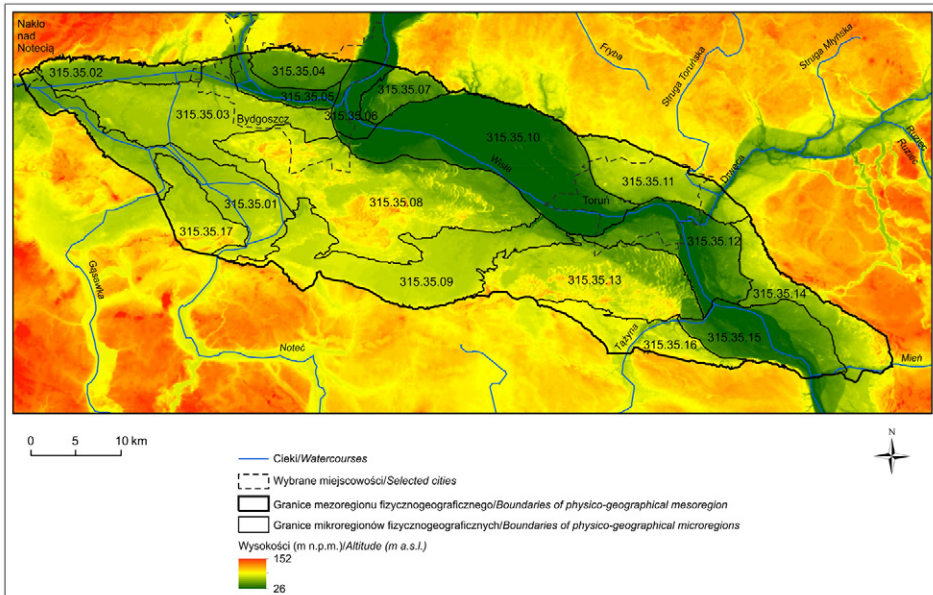 Nakło
nad
Notecią
315.35.02
315.35.04
315.35.07
315.35.05
315.35.03
315.35.06
Bydgoszcz
315.35.10
Wisła
Fryba
Struga Toruńska
Struga Młyńska
Ruziec
Ruziec
Drwęca
315.35.11
Toruń
315.35.01
315.35.08
315.35.17
315.35.12
315.35.09
315.35.13
315.35.14
Gąsawka
Noteć
Tążyna
315.35.16
315.35.15
Mień
0 5 10 km
N
Cieki/Watercourses
Wybrane miejscowości/Selected cities
Granice mezoregionu fizycznogeograficznego/Boundaries of physico-geographical mesoregion
Granice mikroregionów fizycznogeograficznych/Boundaries of physico-geographical microregions
Wysokości (m n.p.m.)/Altitude (m a.s.l.)
152
26